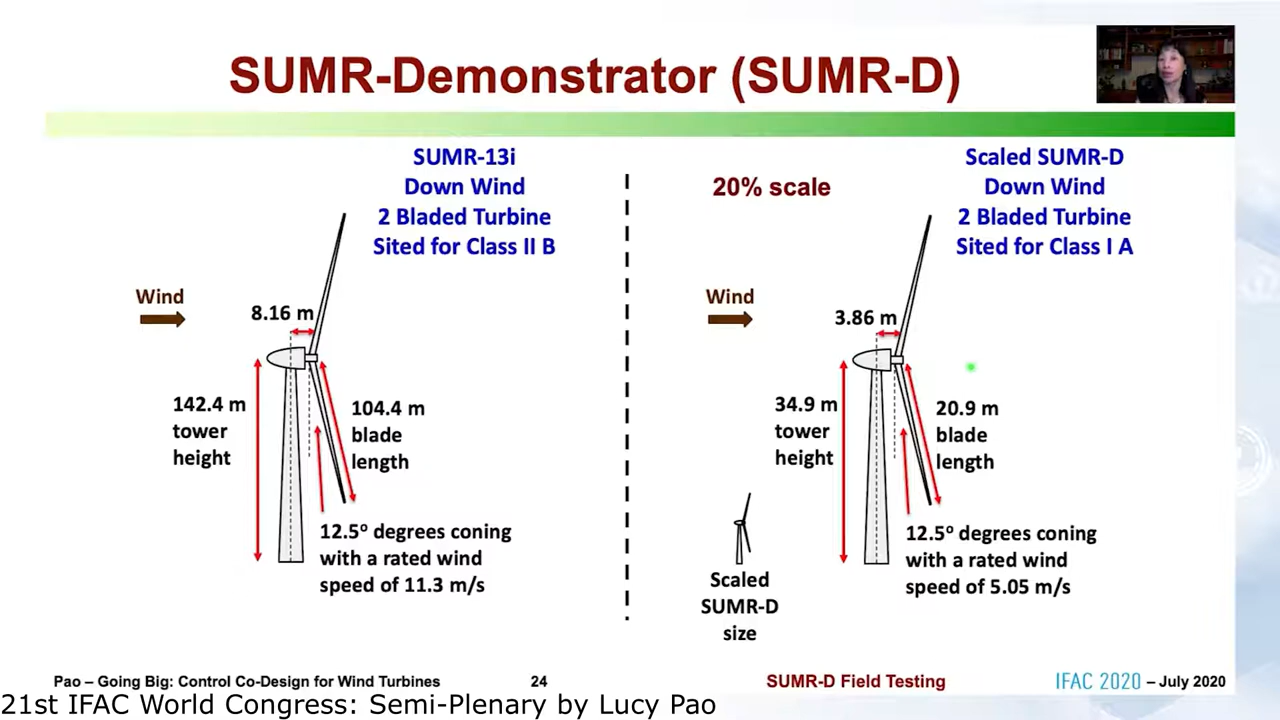 SUMR-Demonstrator (SUMR-D)
SUMR-13i
Down Wind
2 Bladed Turbine
Sited for Class II B
Wind
8.16 m
142.4 m
tower
height
104.4 m
blade
length
12.5º degrees coning
with a rated wind
speed of 11.3 m/s
20% scale
Scaled SUMR-D
Down Wind
2 Bladed Turbine
Sited for Class I A
Wind
3.86 m
34.9 m
tower
height
20.9 m
blade
length
12.5º degrees coning
with a rated wind
speed of 5.05 m/s
Scaled
SUMR-D
size
Pao – Going Big: Control Co-Design for Wind Turbines 24 SUMR-D Field Testing IFAC 2020 – July 2020
21st IFAC World Congress: Semi-Plenary by Lucy Pao